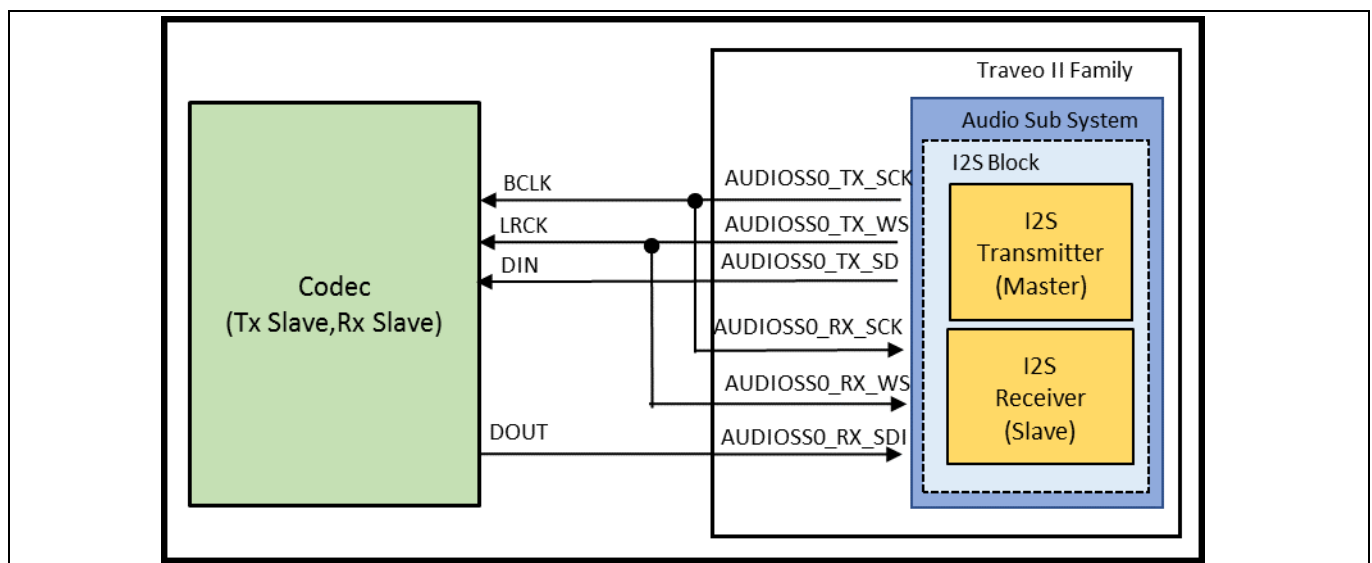 Traveo II Family
Audio Sub System
I2S Block
AUDIOSS0_TX_SCK
BCLK
I2S
Transmitter
(Master)
LRCK
AUDIOSS0_TX_WS
DIN
AUDIOSS0_TX_SD
Codec
(Tx Slave,Rx Slave)
AUDIOSS0_RX_SCK
I2S
Receiver
(Slave)
AUDIOSS0_RX_WS
DOUT
AUDIOSS0_RX_SDI